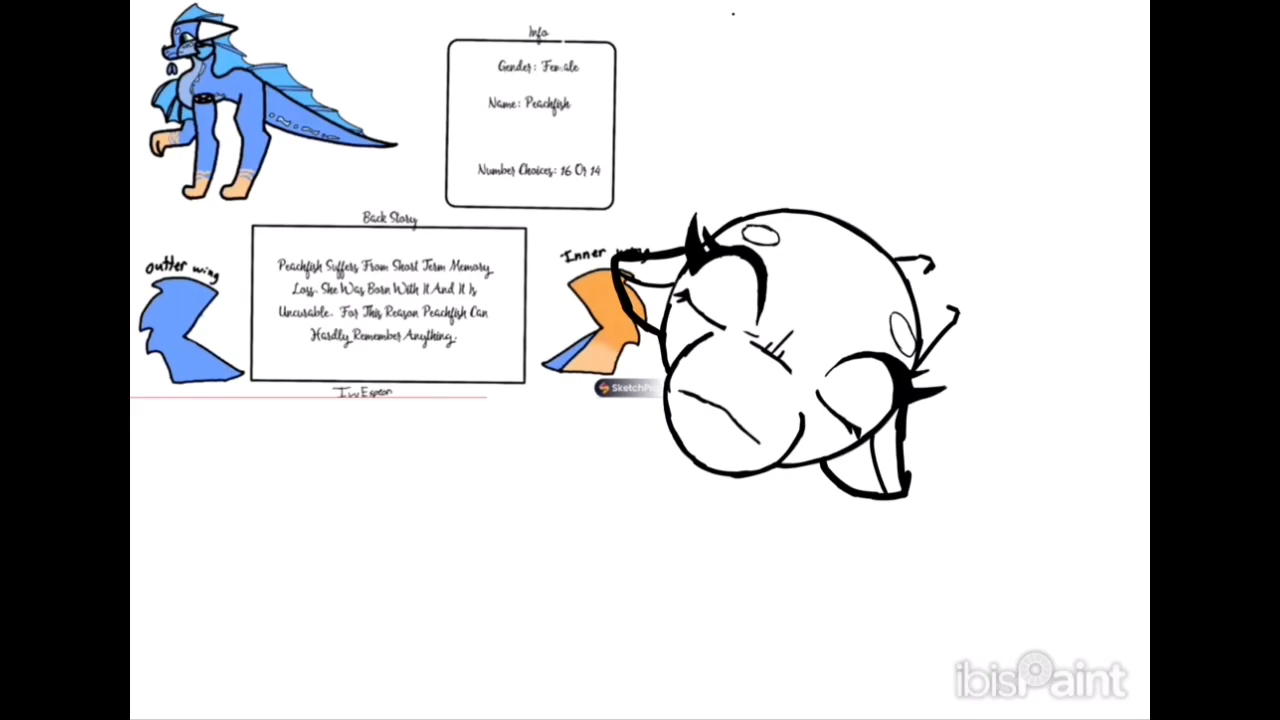 Info
Gender: Female
Name: Peachfish
Number Choices: 16 Or 14
Back Story
Outter wing
Inner wing
Peachfish Suffers From Short Term Memory
Loss. She Was Born With It And It Is
Uncurable. For This Reason Peachfish Can
Hardly Remember Anything.
SketchP
ibisPaint